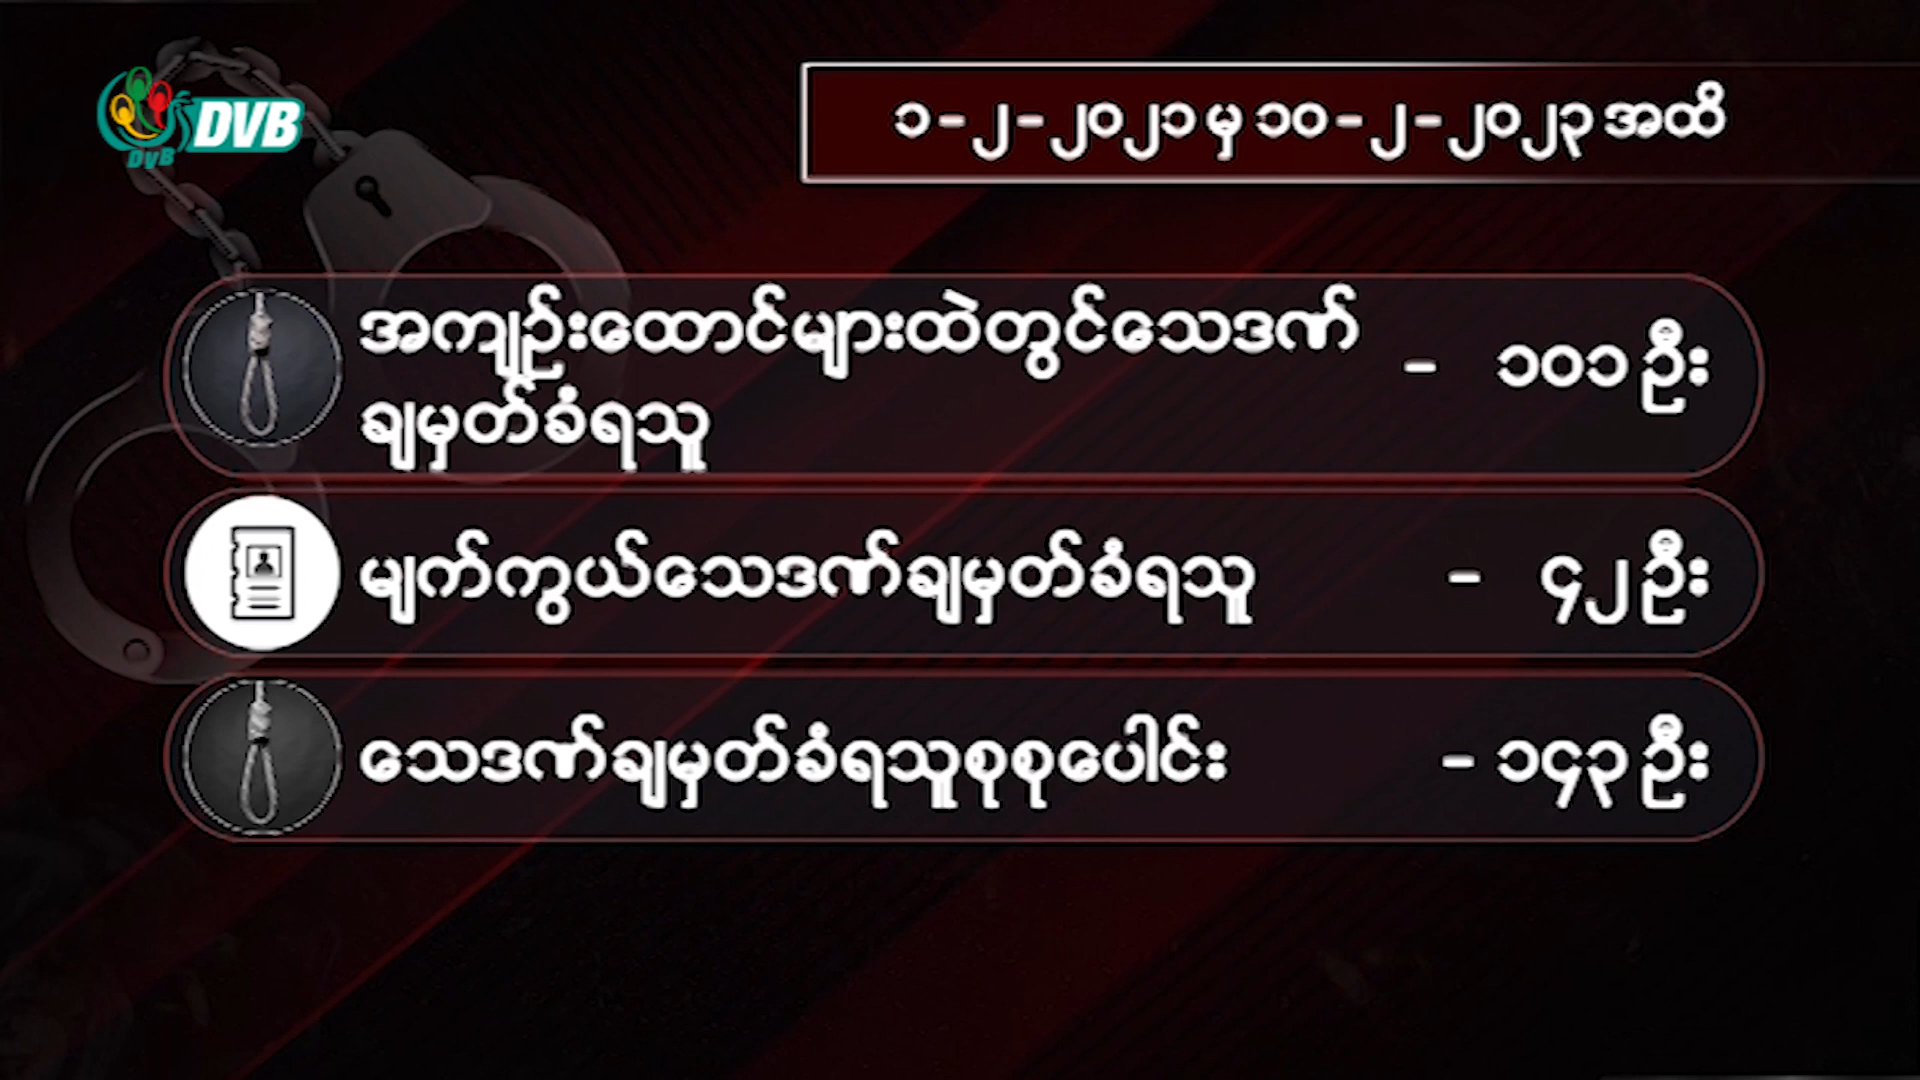 DVB
DVB
၁-၂-၂၀၂၁ မှ ၁၀-၂-၂၀၂၃ အထိ
အကျဉ်းထောင်များထဲတွင်သေဒဏ်
ချမှတ်ခံရသူ
- ၁၀၁ ဦး
မျက်ကွယ်သေဒဏ်ချမှတ်ခံရသူ - ၄၂ ဦး
သေဒဏ်ချမှတ်ခံရသူစုစုပေါင်း - ၁၄၃ ဦး